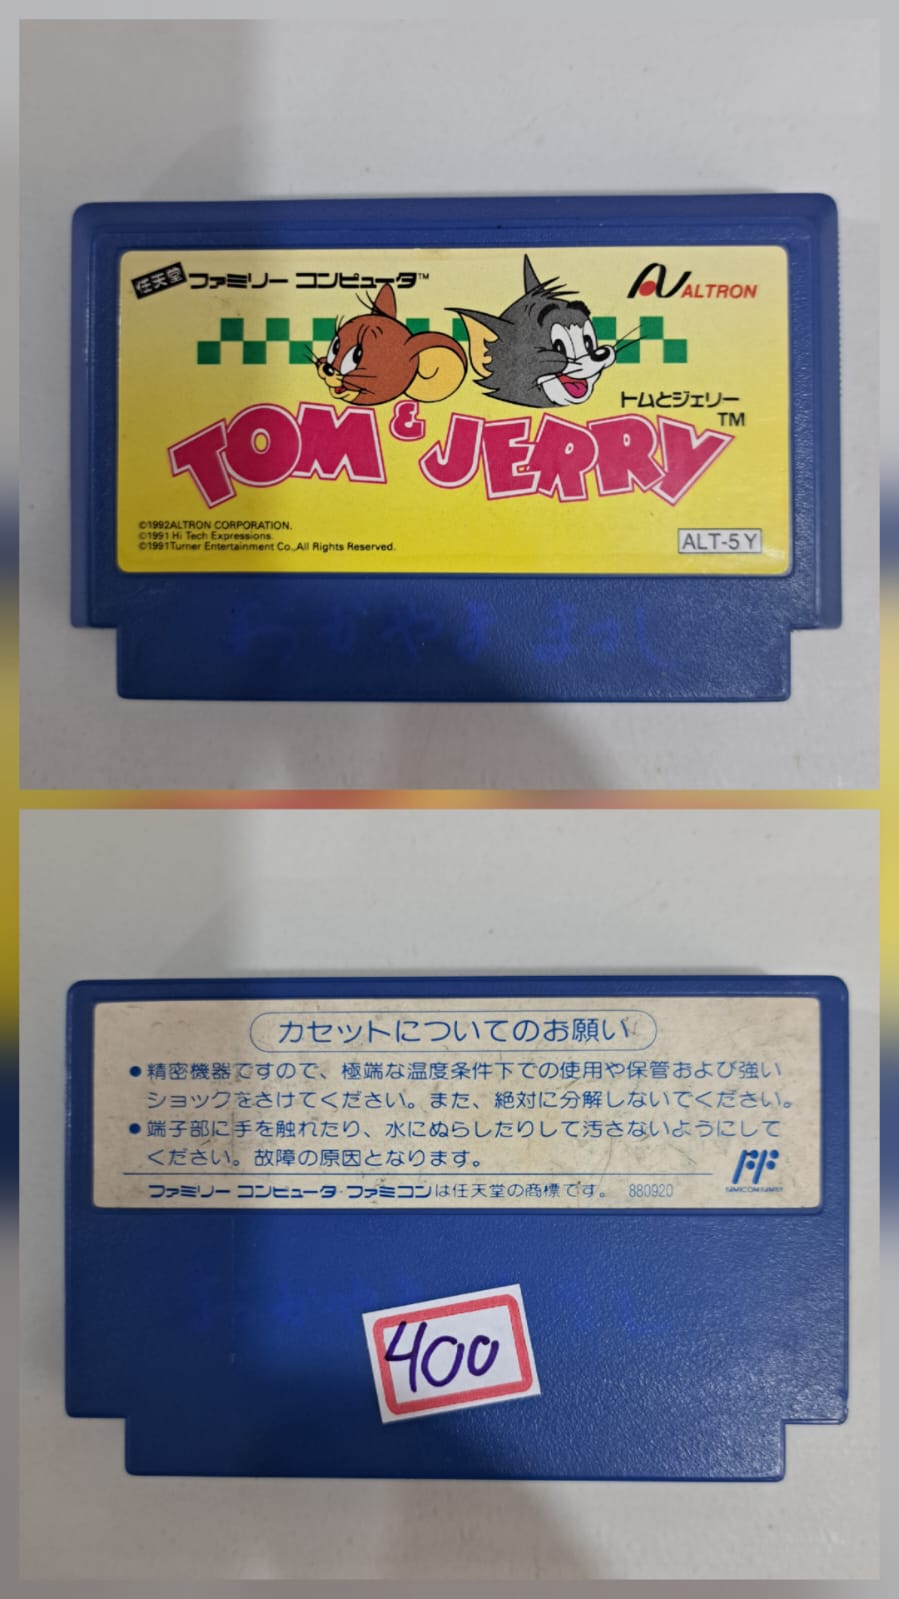 任天堂 ファミリー コンピュータ™
ALTRON
トムとジェリー
TOM & JERRY™
©1992ALTRON CORPORATION.
©1991 Hi Tech Expressions.
©1991Turner Entertainment Co.,All Rights Reserved.
ALT-5Y
カセットについてのお願い
●精密機器ですので、極端な温度条件下での使用や保管および強い
ショックをさけてください。また、絶対に分解しないでください。
●端子部に手を触れたり、水にぬらしたりして汚さないようにして
ください。故障の原因となります。
ファミリー コンピュータ・ファミコンは任天堂の商標です。 880920
400